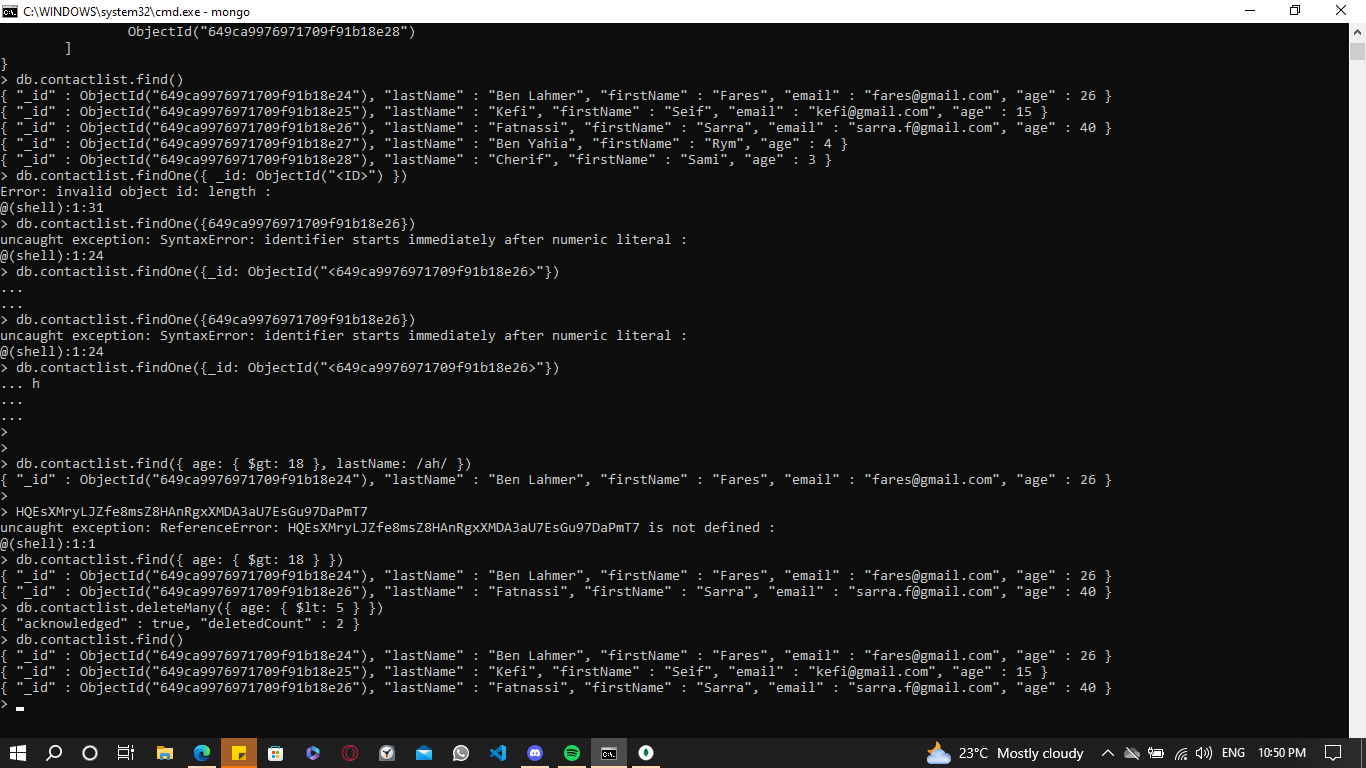 C:\WINDOWS\system32\cmd.exe - mongo
ObjectId("649ca9976971709f91b18e28")
]
}
> db.contactlist.find()
{ "_id" : ObjectId("649ca9976971709f91b18e24"), "lastName" : "Ben Lahmer", "firstName" : "Fares", "email" : "fares@gmail.com", "age" : 26 }
{ "_id" : ObjectId("649ca9976971709f91b18e25"), "lastName" : "Kefi", "firstName" : "Seif", "email" : "kefi@gmail.com", "age" : 15 }
{ "_id" : ObjectId("649ca9976971709f91b18e26"), "lastName" : "Fatnassi", "firstName" : "Sarra", "email" : "sarra.f@gmail.com", "age" : 40 }
{ "_id" : ObjectId("649ca9976971709f91b18e27"), "lastName" : "Ben Yahia", "firstName" : "Rym", "age" : 4 }
{ "_id" : ObjectId("649ca9976971709f91b18e28"), "lastName" : "Cherif", "firstName" : "Sami", "age" : 3 }
> db.contactlist.findOne({ _id: ObjectId("<ID>") })
Error: invalid object id: length :
@(shell):1:31
> db.contactlist.findOne({649ca9976971709f91b18e26})
uncaught exception: SyntaxError: identifier starts immediately after numeric literal :
@(shell):1:24
> db.contactlist.findOne({_id: ObjectId("<649ca9976971709f91b18e26>"})
...
...
> db.contactlist.findOne({649ca9976971709f91b18e26})
uncaught exception: SyntaxError: identifier starts immediately after numeric literal :
@(shell):1:24
> db.contactlist.findOne({_id: ObjectId("<649ca9976971709f91b18e26>"})
... h
...
...
>
>
> db.contactlist.find({ age: { $gt: 18 }, lastName: /ah/ })
{ "_id" : ObjectId("649ca9976971709f91b18e24"), "lastName" : "Ben Lahmer", "firstName" : "Fares", "email" : "fares@gmail.com", "age" : 26 }
>
> HQEsXMryLJZfe8msZ8HAnRgxXMDA3aU7EsGu97DaPmT7
uncaught exception: ReferenceError: HQEsXMryLJZfe8msZ8HAnRgxXMDA3aU7EsGu97DaPmT7 is not defined :
@(shell):1:1
> db.contactlist.find({ age: { $gt: 18 } })
{ "_id" : ObjectId("649ca9976971709f91b18e24"), "lastName" : "Ben Lahmer", "firstName" : "Fares", "email" : "fares@gmail.com", "age" : 26 }
{ "_id" : ObjectId("649ca9976971709f91b18e26"), "lastName" : "Fatnassi", "firstName" : "Sarra", "email" : "sarra.f@gmail.com", "age" : 40 }
> db.contactlist.deleteMany({ age: { $lt: 5 } })
{ "acknowledged" : true, "deletedCount" : 2 }
> db.contactlist.find()
{ "_id" : ObjectId("649ca9976971709f91b18e24"), "lastName" : "Ben Lahmer", "firstName" : "Fares", "email" : "fares@gmail.com", "age" : 26 }
{ "_id" : ObjectId("649ca9976971709f91b18e25"), "lastName" : "Kefi", "firstName" : "Seif", "email" : "kefi@gmail.com", "age" : 15 }
{ "_id" : ObjectId("649ca9976971709f91b18e26"), "lastName" : "Fatnassi", "firstName" : "Sarra", "email" : "sarra.f@gmail.com", "age" : 40 }
>
23°C Mostly cloudy ENG 10:50 PM